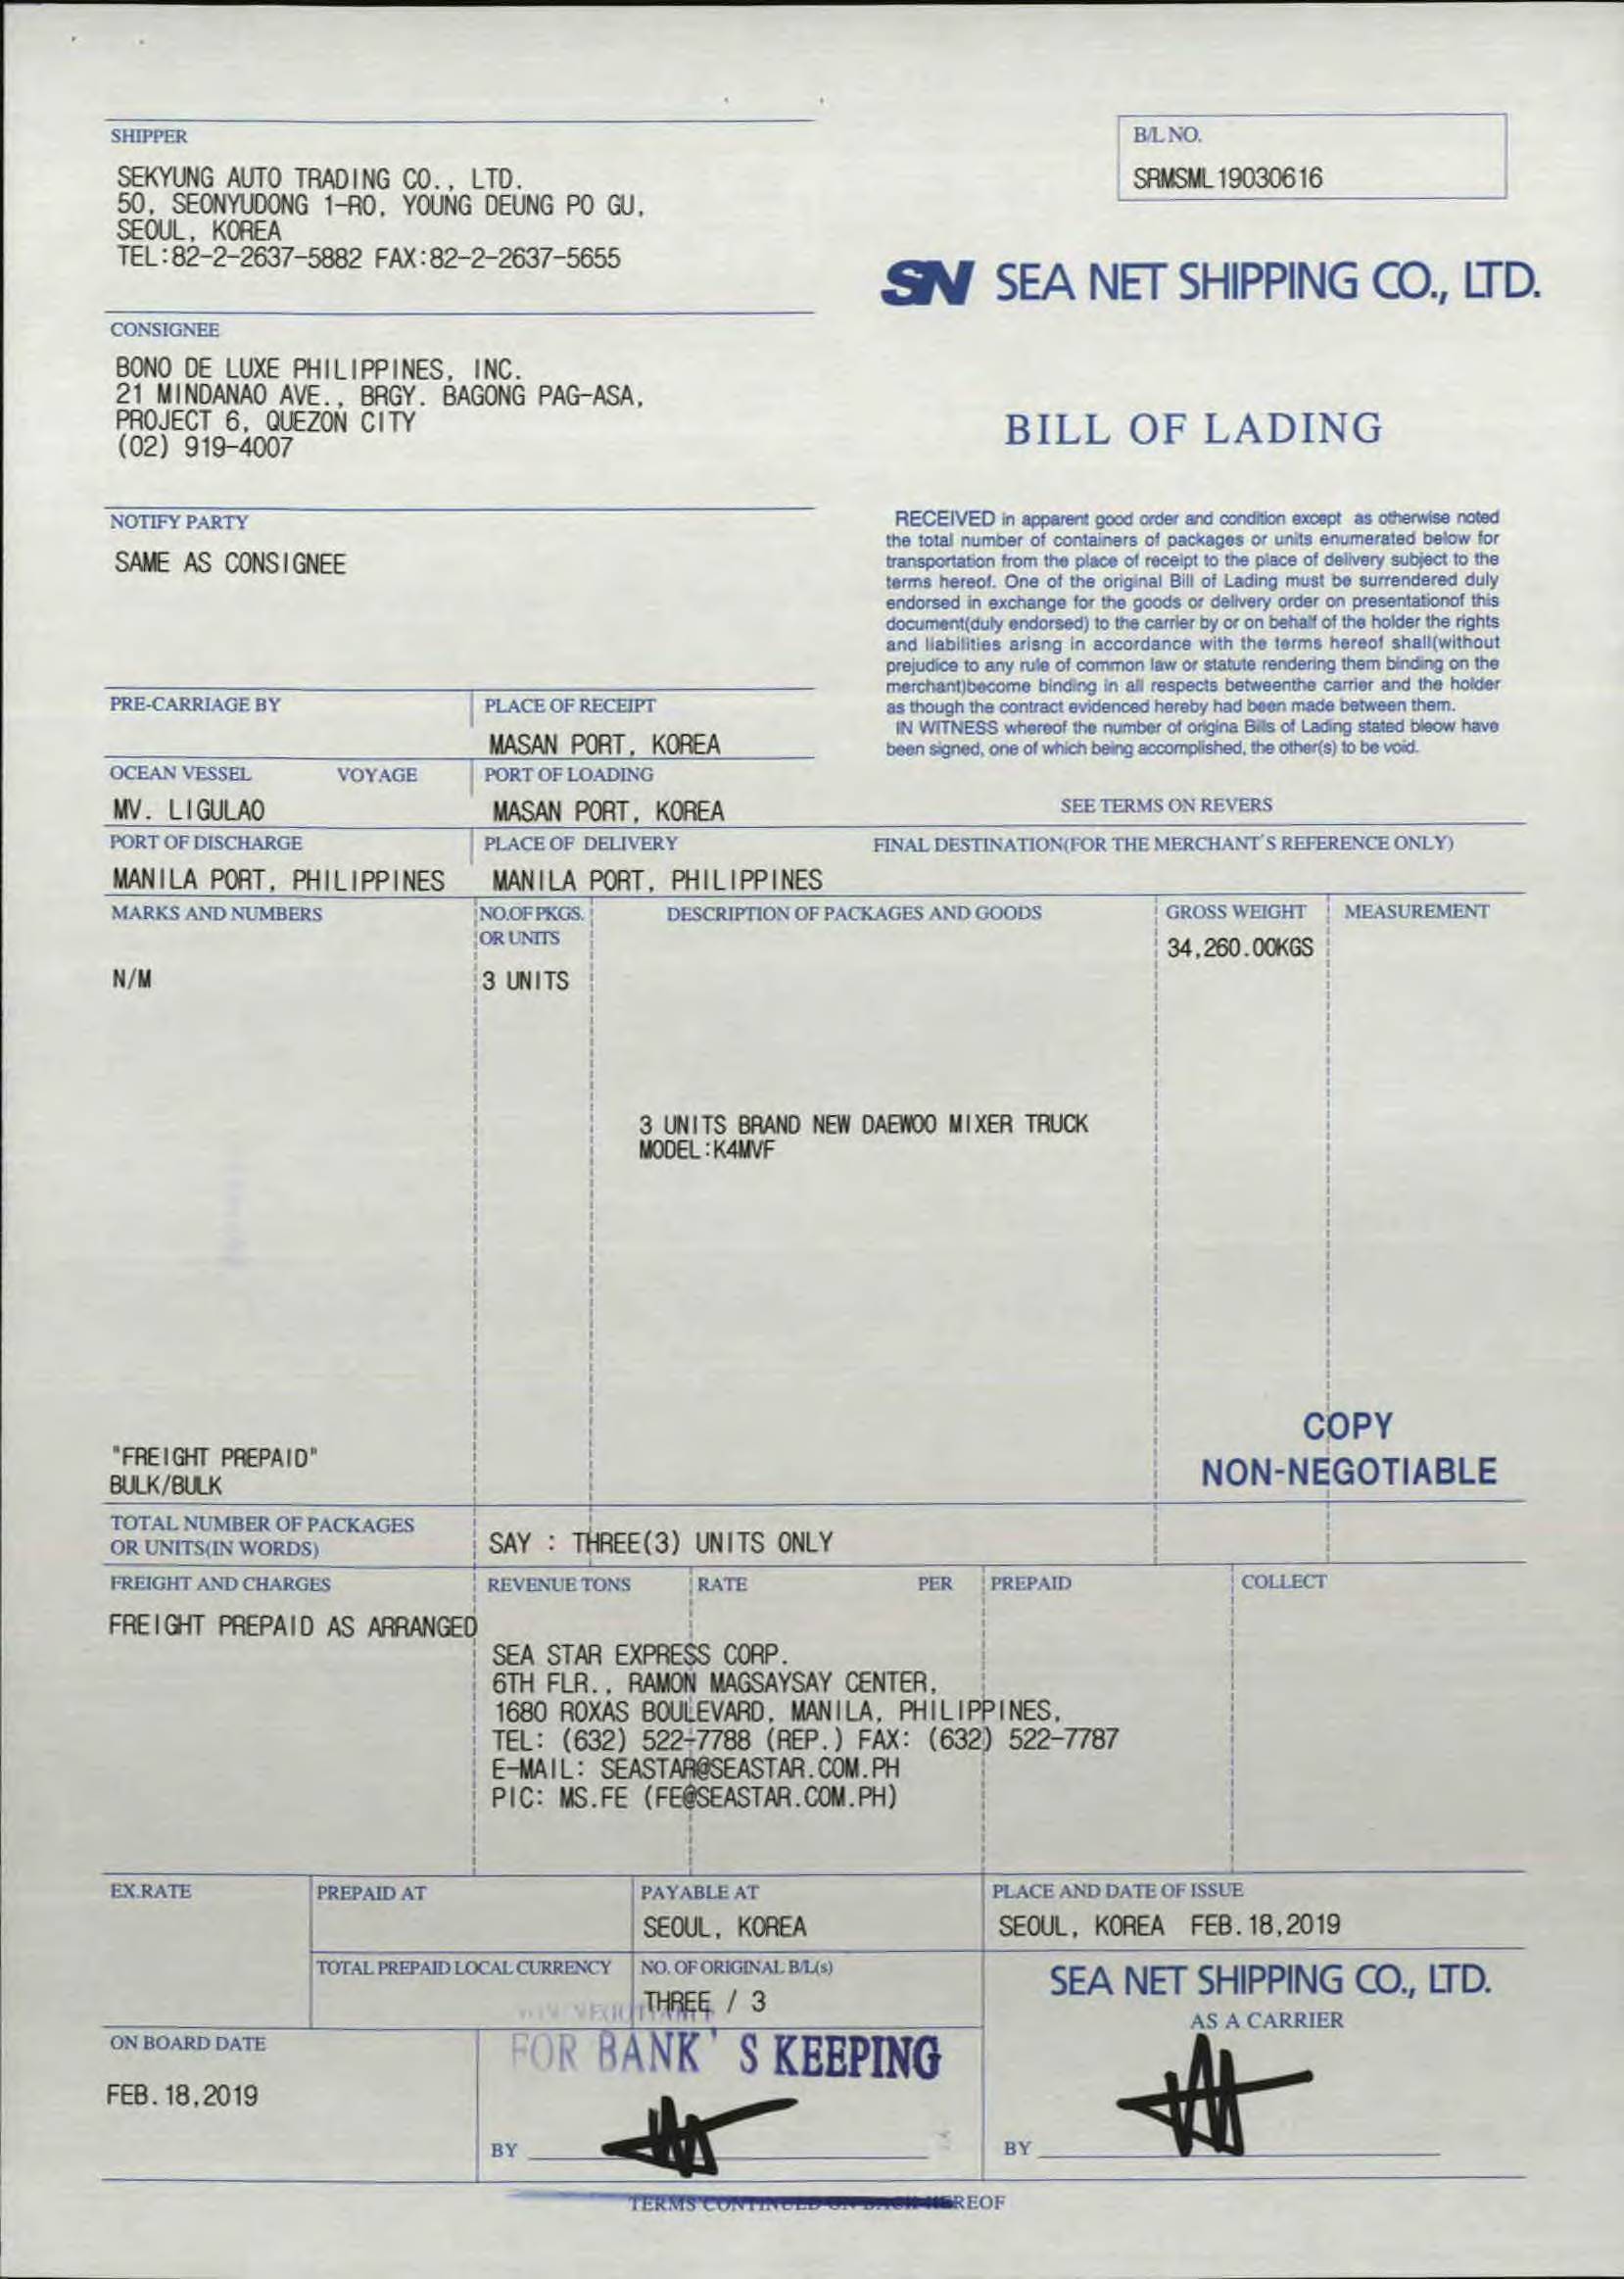 SHIPPER
SEKYUNG AUTO TRADING CO., LTD.
50, SEONYUDONG 1-RO, YOUNG DEUNG PO GU,
SEOUL, KOREA
TEL:82-2-2637-5882 FAX:82-2-2637-5655
B/L NO.
SRMSML19030616
SN SEA NET SHIPPING CO., LTD.
CONSIGNEE
BONO DE LUXE PHILIPPINES, INC.
21 MINDANAO AVE., BRGY. BAGONG PAG-ASA,
PROJECT 6, QUEZON CITY
(02) 919-4007
BILL OF LADING
NOTIFY PARTY
SAME AS CONSIGNEE
RECEIVED in apparent good order and condition except as otherwise noted
the total number of containers of packages or units enumerated below for
transportation from the place of receipt to the place of delivery subject to the
terms hereof. One of the original Bill of Lading must be surrendered duly
endorsed in exchange for the goods or delivery order on presentationof this
document(duly endorsed) to the carrier by or on behalf of the holder the rights
and liabilities arisng in accordance with the terms hereof shall(without
prejudice to any rule of common law or statute rendering them binding on the
merchant)become binding in all respects betweenthe carrier and the holder
as though the contract evidenced hereby had been made between them.
IN WITNESS whereof the number of origina Bills of Lading stated bleow have
been signed, one of which being accomplished, the other(s) to be void.
SEE TERMS ON REVERS
PRE-CARRIAGE BY PLACE OF RECEIPT
MASAN PORT, KOREA
OCEAN VESSEL VOYAGE PORT OF LOADING
MV. LIGULAO MASAN PORT, KOREA
PORT OF DISCHARGE PLACE OF DELIVERY FINAL DESTINATION(FOR THE MERCHANT'S REFERENCE ONLY)
MANILA PORT, PHILIPPINES MANILA PORT, PHILIPPINES
MARKS AND NUMBERS NO.OF PKGS. DESCRIPTION OF PACKAGES AND GOODS GROSS WEIGHT MEASUREMENT
OR UNITS
34,260.00KGS
N/M 3 UNITS
3 UNITS BRAND NEW DAEWOO MIXER TRUCK
MODEL:K4MVF
COPY
NON-NEGOTIABLE
"FREIGHT PREPAID"
BULK/BULK
TOTAL NUMBER OF PACKAGES
OR UNITS(IN WORDS)
SAY : THREE(3) UNITS ONLY
FREIGHT AND CHARGES REVENUE TONS RATE PER PREPAID COLLECT
FREIGHT PREPAID AS ARRANGED
SEA STAR EXPRESS CORP.
6TH FLR., RAMON MAGSAYSAY CENTER,
1680 ROXAS BOULEVARD, MANILA, PHILIPPINES,
TEL: (632) 522-7788 (REP.) FAX: (632) 522-7787
E-MAIL: SEASTAR@SEASTAR.COM.PH
PIC: MS.FE (FE@SEASTAR.COM.PH)
EX.RATE PREPAID AT PAYABLE AT PLACE AND DATE OF ISSUE
SEOUL, KOREA SEOUL, KOREA FEB.18,2019
TOTAL PREPAID LOCAL CURRENCY NO. OF ORIGINAL B/L(s)
THREE / 3
SEA NET SHIPPING CO., LTD.
AS A CARRIER
ON BOARD DATE
FEB.18,2019
FOR BANK'S KEEPING
BY BY
TERMS CONTINUED ON BACK HEREOF